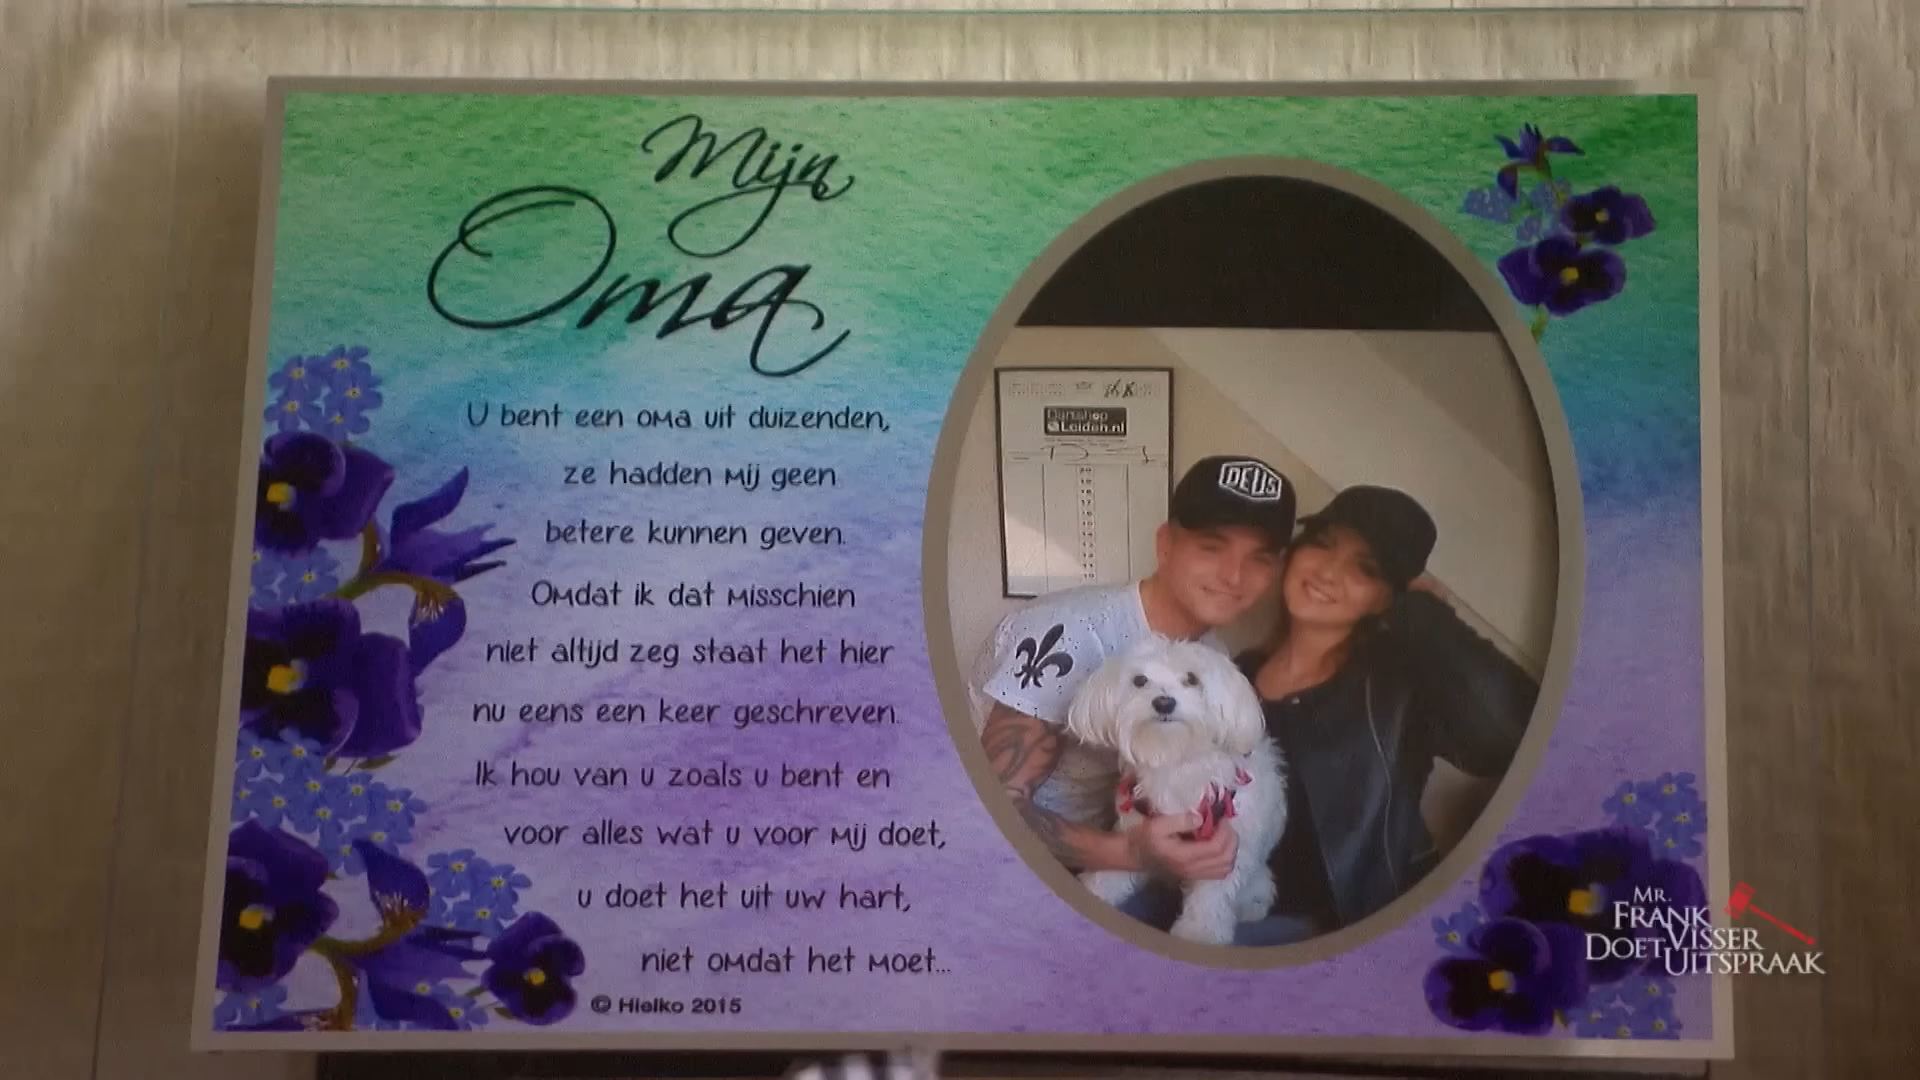 Mijn
Oma
U bent een oma uit duizenden,
ze hadden mij geen
betere kunnen geven.
Omdat ik dat misschien
niet altijd zeg staat het hier
nu eens een keer geschreven.
Ik hou van u zoals u bent en
voor alles wat u voor mij doet,
u doet het uit uw hart,
niet omdat het moet...
© Hielko 2015
Dartshop
Leiden.nl
DEUS
MR.
FRANK
VISSER
DOET
UITSPRAAK